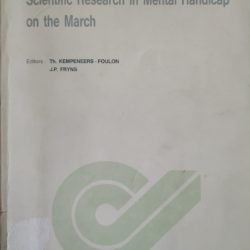 Scientific Research in Mental Handicap
on the March
Editors: Th. KEMPENEERS-FOULON
J.P. FRYNS